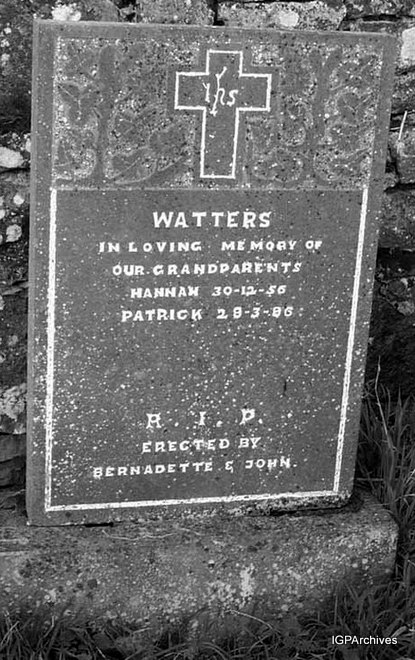 ihs
WATTERS
IN LOVING MEMORY OF
OUR GRANDPARENTS
HANNAH 30-12-56
PATRICK 28-3-86
R.I.P.
ERECTED BY
BERNADETTE & JOHN.
IGPArchives